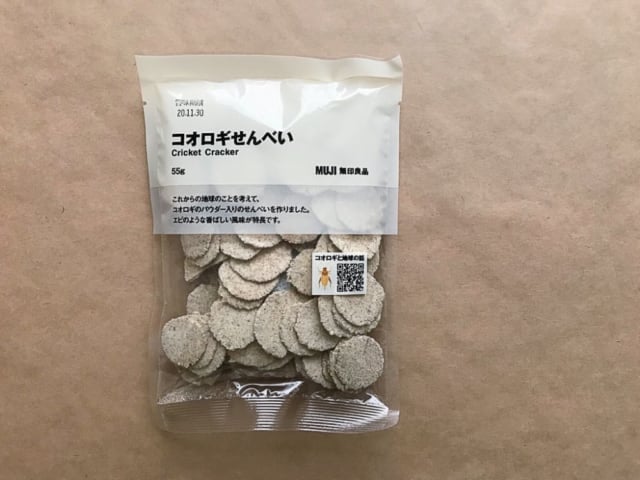 賞味期限
20.11.30
コオロギせんべい
Cricket Cracker
55g
MUJI 無印良品
これからの地球のことを考えて、
コオロギのパウダー入りのせんべいを作りました。
エビのような香ばしい風味が特長です。
コオロギと地球の話